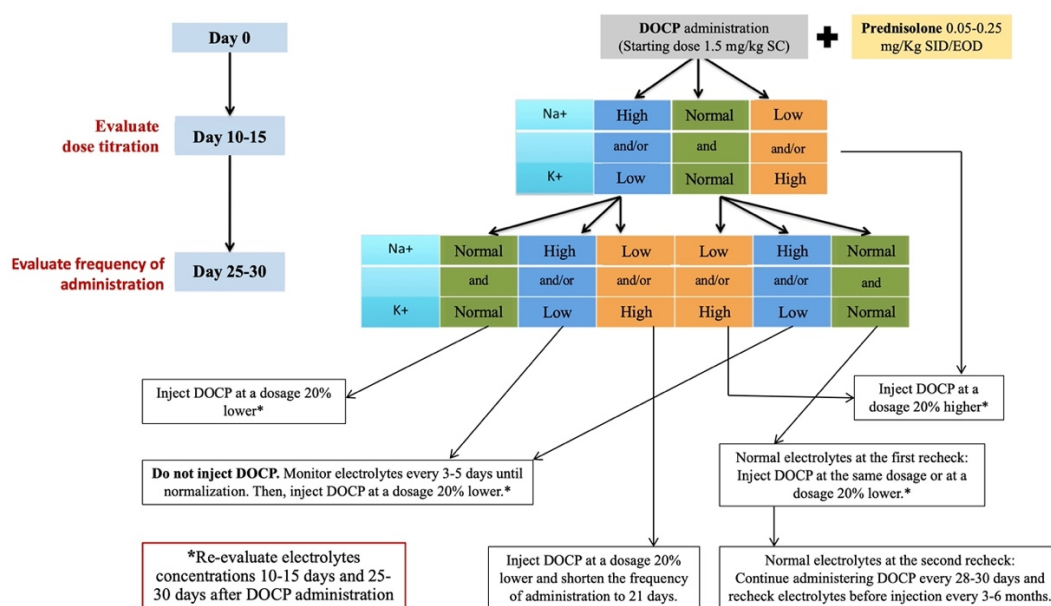 Day 0
Evaluate
dose titration
Day 10-15
Evaluate frequency of
administration
Day 25-30
DOCP administration
(Starting dose 1.5 mg/kg SC)
Prednisolone 0.05-0.25
mg/Kg SID/EOD
Na+ High Normal Low
and/or and and/or
K+ Low Normal High
Na+ Normal High Low Low High Normal
and and/or and/or and/or and/or and
K+ Normal Low High High Low Normal
Inject DOCP at a dosage 20%
lower*
Inject DOCP at a
dosage 20% higher*
Do not inject DOCP. Monitor electrolytes every 3-5 days until
normalization. Then, inject DOCP at a dosage 20% lower.*
Normal electrolytes at the first recheck:
Inject DOCP at the same dosage or at a
dosage 20% lower.*
*Re-evaluate electrolytes
concentrations 10-15 days and 25-
30 days after DOCP administration
Inject DOCP at a dosage 20%
lower and shorten the frequency
of administration to 21 days.
Normal electrolytes at the second recheck:
Continue administering DOCP every 28-30 days and
recheck electrolytes before injection every 3-6 months.